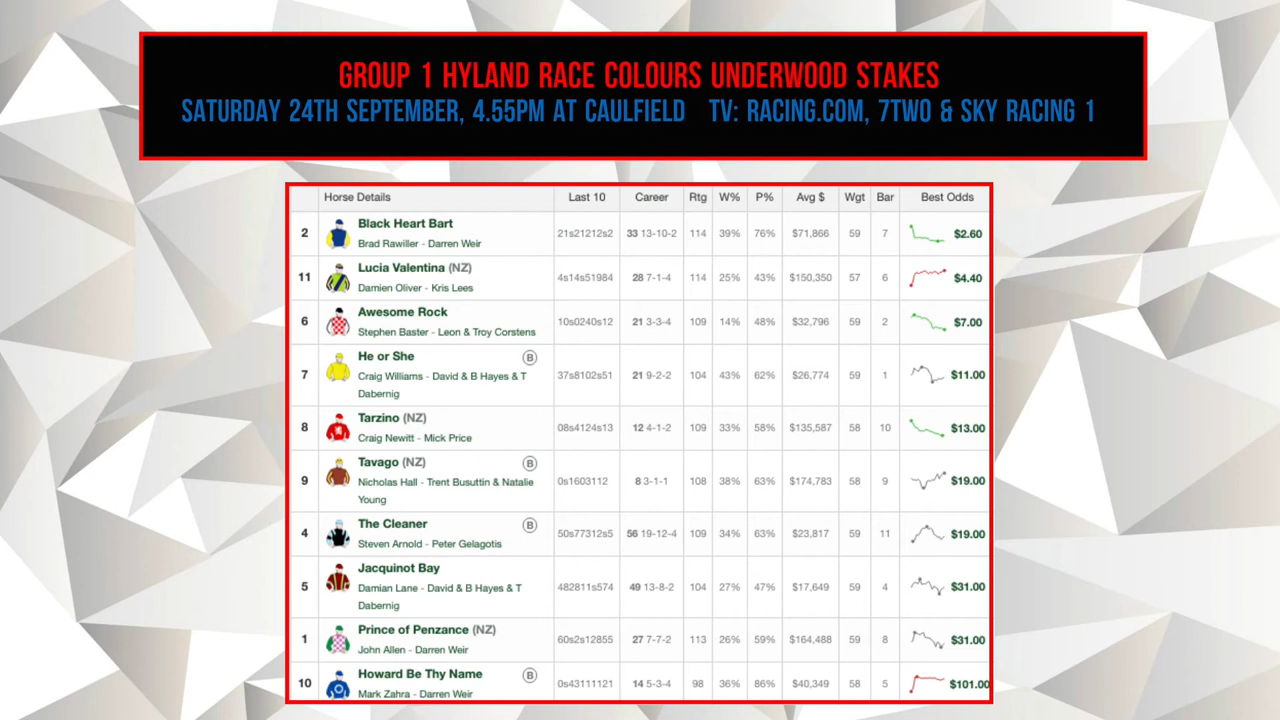 GROUP 1 HYLAND RACE COLOURS UNDERWOOD STAKES
SATURDAY 24TH SEPTEMBER, 4.55PM AT CAULFIELD TV: RACING.COM, 7TWO & SKY RACING 1
Horse Details Last 10 Career Rtg W% P% Avg $ Wgt Bar Best Odds
2 Black Heart Bart 21s21212s2 33 13-10-2 114 39% 76% $71,866 59 7 $2.60
Brad Rawiller - Darren Weir
11 Lucia Valentina (NZ) 4s14s51984 28 7-1-4 114 25% 43% $150,350 57 6 $4.40
Damien Oliver - Kris Lees
6 Awesome Rock 10s0240s12 21 3-3-4 109 14% 48% $32,796 59 2 $7.00
Stephen Baster - Leon & Troy Corstens
7 He or She B 37s8102s51 21 9-2-2 104 43% 62% $26,774 59 1 $11.00
Craig Williams - David & B Hayes & T
Dabernig
8 Tarzino (NZ) 08s4124s13 12 4-1-2 109 33% 58% $135,587 58 10 $13.00
Craig Newitt - Mick Price
9 Tavago (NZ) B 0s1603112 8 3-1-1 108 38% 63% $174,783 58 9 $19.00
Nicholas Hall - Trent Busuttin & Natalie
Young
4 The Cleaner B 50s77312s5 56 19-12-4 109 34% 63% $23,817 59 11 $19.00
Steven Arnold - Peter Gelagotis
5 Jacquinot Bay 482811s574 49 13-8-2 104 27% 47% $17,649 59 4 $31.00
Damian Lane - David & B Hayes & T
Dabernig
1 Prince of Penzance (NZ) 60s2s12855 27 7-7-2 113 26% 59% $164,488 59 8 $31.00
John Allen - Darren Weir
10 Howard Be Thy Name B 0s43111121 14 5-3-4 98 36% 86% $40,349 58 5 $101.00
Mark Zahra - Darren Weir